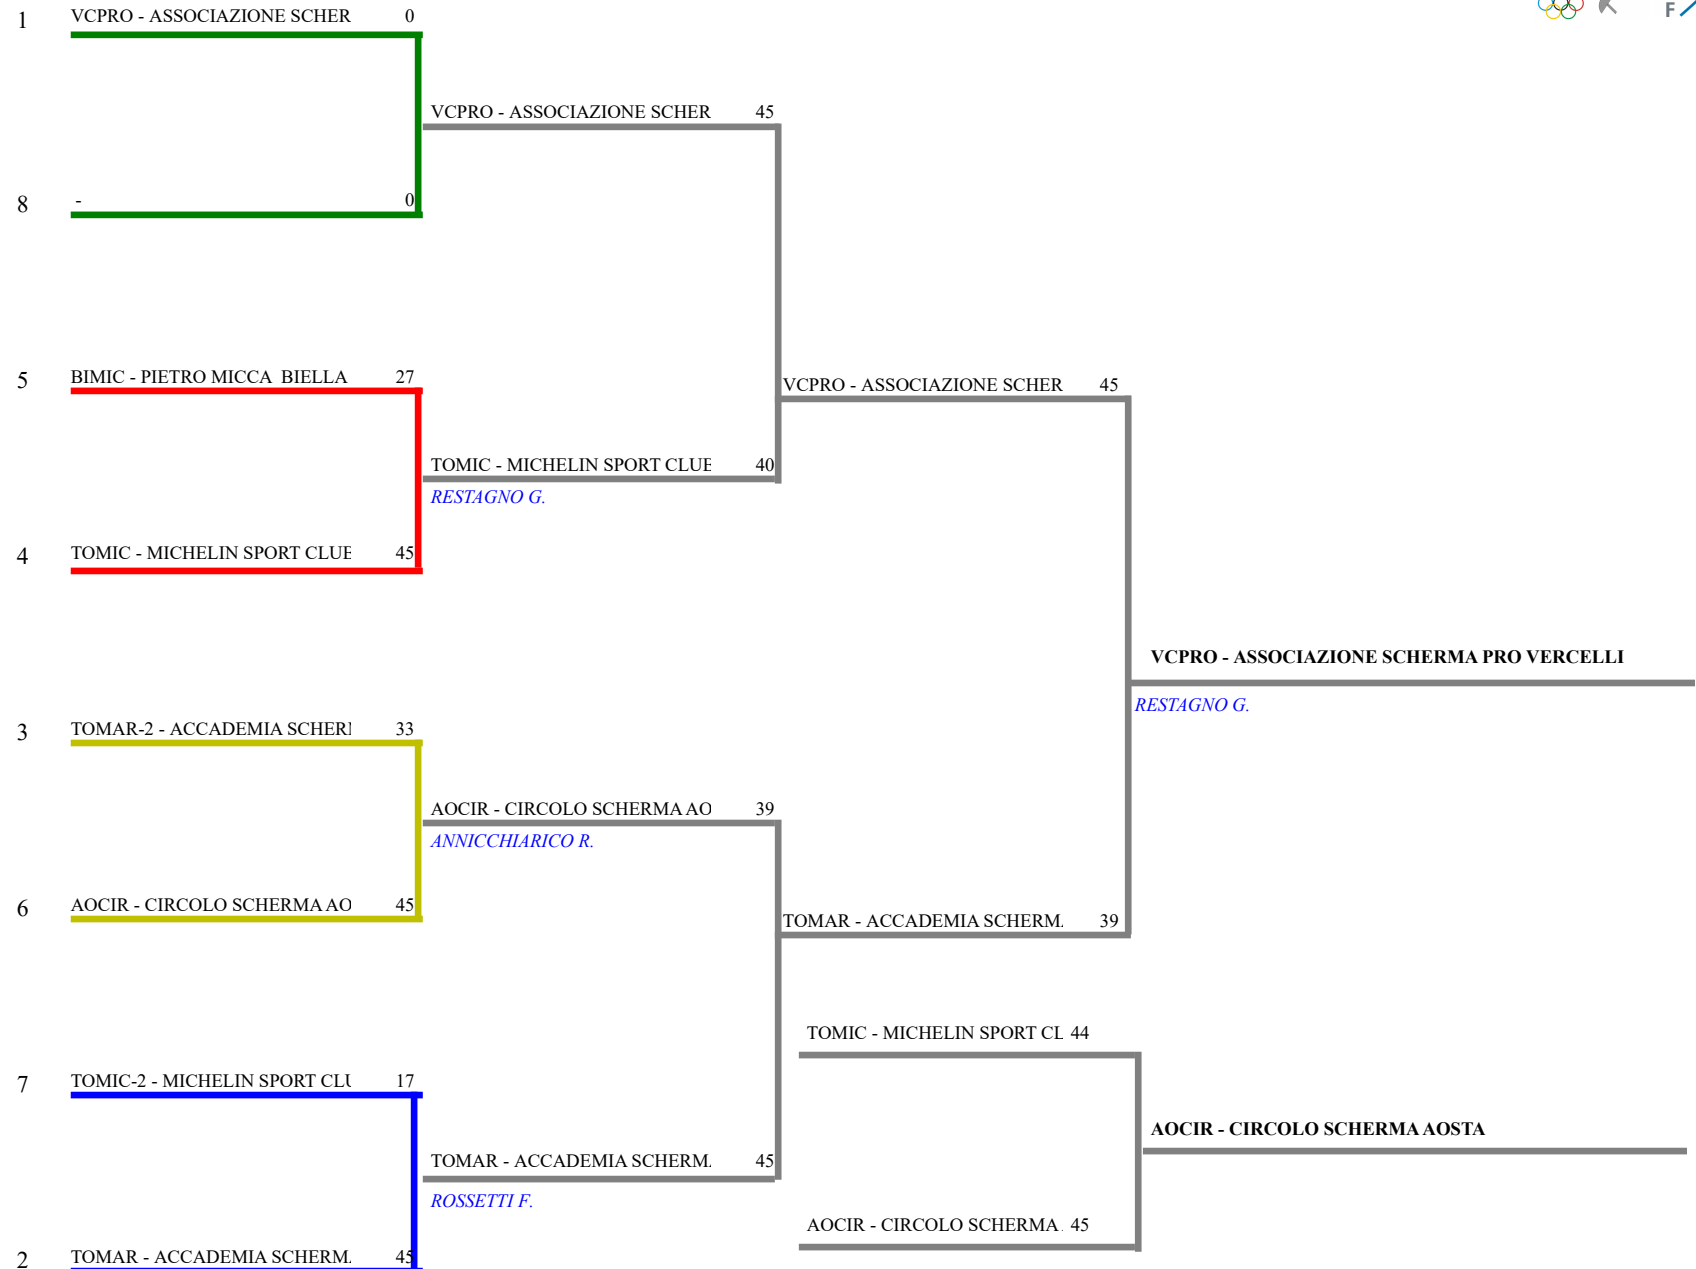 1 VCPRO - ASSOCIAZIONE SCHER 0
F
VCPRO - ASSOCIAZIONE SCHER 45
8 - 0
5 BIMIC - PIETRO MICCA BIELLA 27
VCPRO - ASSOCIAZIONE SCHER 45
TOMIC - MICHELIN SPORT CLUE 40
RESTAGNO G.
4 TOMIC - MICHELIN SPORT CLUE 45
VCPRO - ASSOCIAZIONE SCHERMA PRO VERCELLI
RESTAGNO G.
3 TOMAR-2 - ACCADEMIA SCHERI 33
AOCIR - CIRCOLO SCHERMA AO 39
ANNICCHIARICO R.
6 AOCIR - CIRCOLO SCHERMA AO 45
TOMAR - ACCADEMIA SCHERM. 39
TOMIC - MICHELIN SPORT CL 44
7 TOMIC-2 - MICHELIN SPORT CLU 17
AOCIR - CIRCOLO SCHERMA AOSTA
TOMAR - ACCADEMIA SCHERM. 45
ROSSETTI F.
AOCIR - CIRCOLO SCHERMA 45
2 TOMAR - ACCADEMIA SCHERM. 45